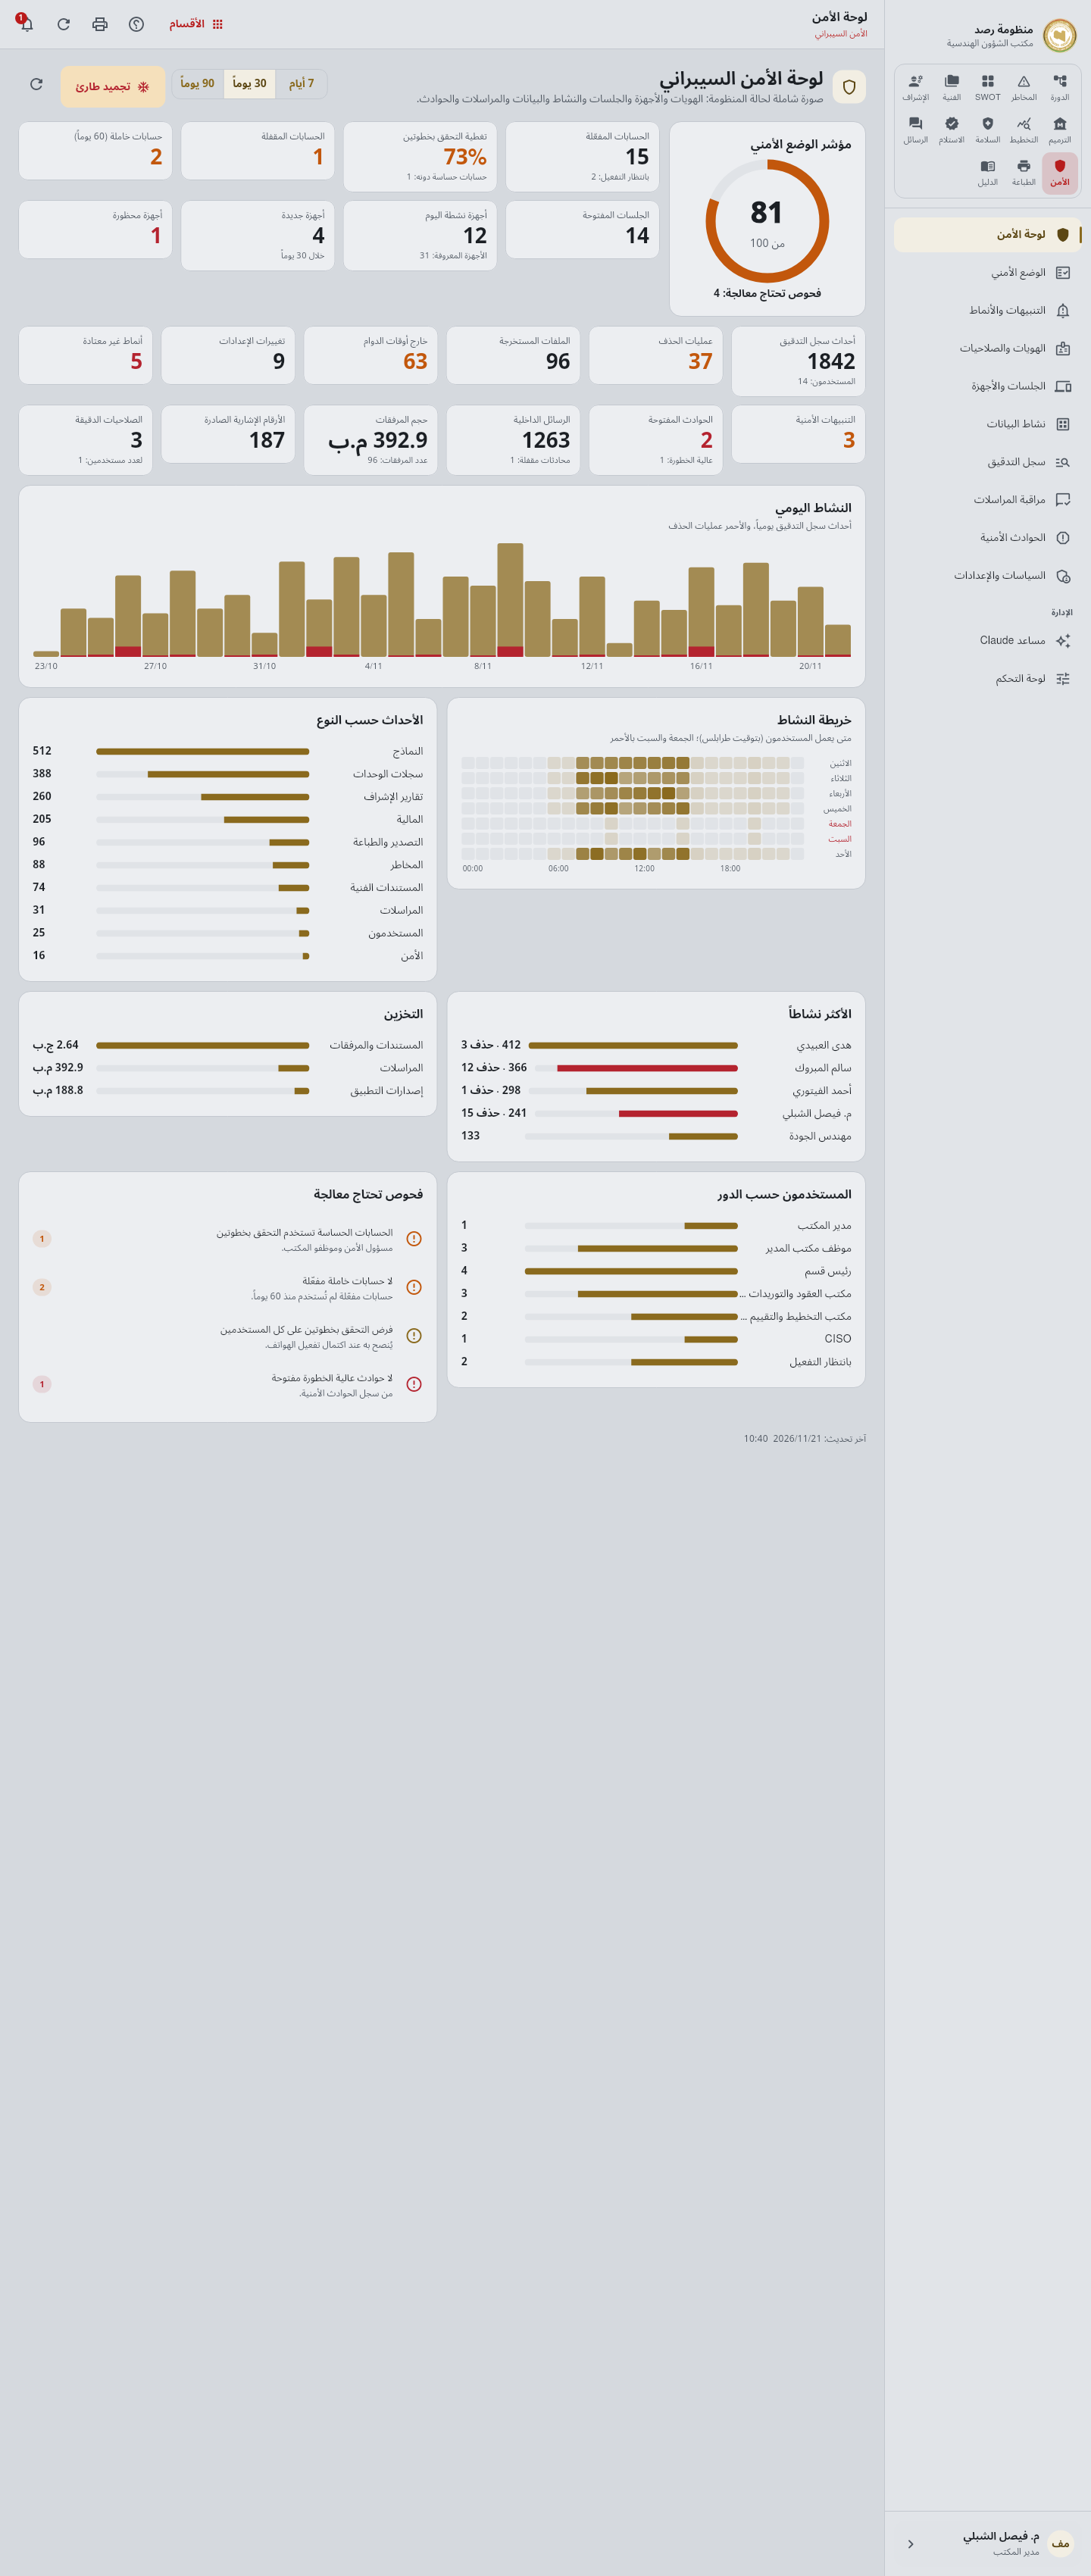 منظومة رصد
مكتب الشؤون الهندسية
الدورة
المخاطر
SWOT
الفنية
الإشراف
الترميم
التخطيط
السلامة
الاستلام
الرسائل
الأمن
الطباعة
الدليل
لوحة الأمن
الوضع الأمني
التنبيهات والأنماط
الهويات والصلاحيات
الجلسات والأجهزة
نشاط البيانات
سجل التدقيق
مراقبة المراسلات
الحوادث الأمنية
السياسات والإعدادات
الإدارة
مساعد Claude
لوحة التحكم
م. فيصل الشبلي
مدير المكتب
مف
لوحة الأمن
الأمن السيبراني
الأقسام
1
لوحة الأمن السيبراني
صورة شاملة لحالة المنظومة: الهويات والأجهزة والجلسات والنشاط والبيانات والمراسلات والحوادث.
7 أيام
30 يوماً
90 يوماً
تجميد طارئ
مؤشر الوضع الأمني
81
من 100
فحوص تحتاج معالجة: 4
الحسابات المفعّلة
15
بانتظار التفعيل: 2
تغطية التحقق بخطوتين
73%
حسابات حساسة دونه: 1
الحسابات المقفلة
1
حسابات خاملة (60 يوماً)
2
الجلسات المفتوحة
14
أجهزة نشطة اليوم
12
الأجهزة المعروفة: 31
أجهزة جديدة
4
خلال 30 يوماً
أجهزة محظورة
1
أحداث سجل التدقيق
1842
المستخدمون: 14
عمليات الحذف
37
الملفات المستخرجة
96
خارج أوقات الدوام
63
تغييرات الإعدادات
9
أنماط غير معتادة
5
التنبيهات الأمنية
3
الحوادث المفتوحة
2
عالية الخطورة: 1
الرسائل الداخلية
1263
محادثات مقفلة: 1
حجم المرفقات
392.9 م.ب
عدد المرفقات: 96
الأرقام الإشارية الصادرة
187
الصلاحيات الدقيقة
3
لعدد مستخدمين: 1
النشاط اليومي
أحداث سجل التدقيق يومياً، والأحمر عمليات الحذف
23/10
27/10
31/10
4/11
8/11
12/11
16/11
20/11
خريطة النشاط
متى يعمل المستخدمون (بتوقيت طرابلس)؛ الجمعة والسبت بالأحمر
الاثنين
الثلاثاء
الأربعاء
الخميس
الجمعة
السبت
الأحد
00:00
06:00
12:00
18:00
الأحداث حسب النوع
النماذج 512
سجلات الوحدات 388
تقارير الإشراف 260
المالية 205
التصدير والطباعة 96
المخاطر 88
المستندات الفنية 74
المراسلات 31
المستخدمون 25
الأمن 16
الأكثر نشاطاً
هدى العبيدي 412 · حذف 3
سالم المبروك 366 · حذف 12
أحمد الفيتوري 298 · حذف 1
م. فيصل الشبلي 241 · حذف 15
مهندس الجودة 133
التخزين
المستندات والمرفقات 2.64 ج.ب
المراسلات 392.9 م.ب
إصدارات التطبيق 188.8 م.ب
المستخدمون حسب الدور
مدير المكتب 1
موظف مكتب المدير 3
رئيس قسم 4
مكتب العقود والتوريدات ... 3
مكتب التخطيط والتقييم ... 2
CISO 1
بانتظار التفعيل 2
فحوص تحتاج معالجة
الحسابات الحساسة تستخدم التحقق بخطوتين
مسؤول الأمن وموظفو المكتب.
1
لا حسابات خاملة مفعّلة
حسابات مفعّلة لم تُستخدم منذ 60 يوماً.
2
فرض التحقق بخطوتين على كل المستخدمين
يُنصح به عند اكتمال تفعيل الهواتف.
لا حوادث عالية الخطورة مفتوحة
من سجل الحوادث الأمنية.
1
آخر تحديث: 2026/11/21 10:40